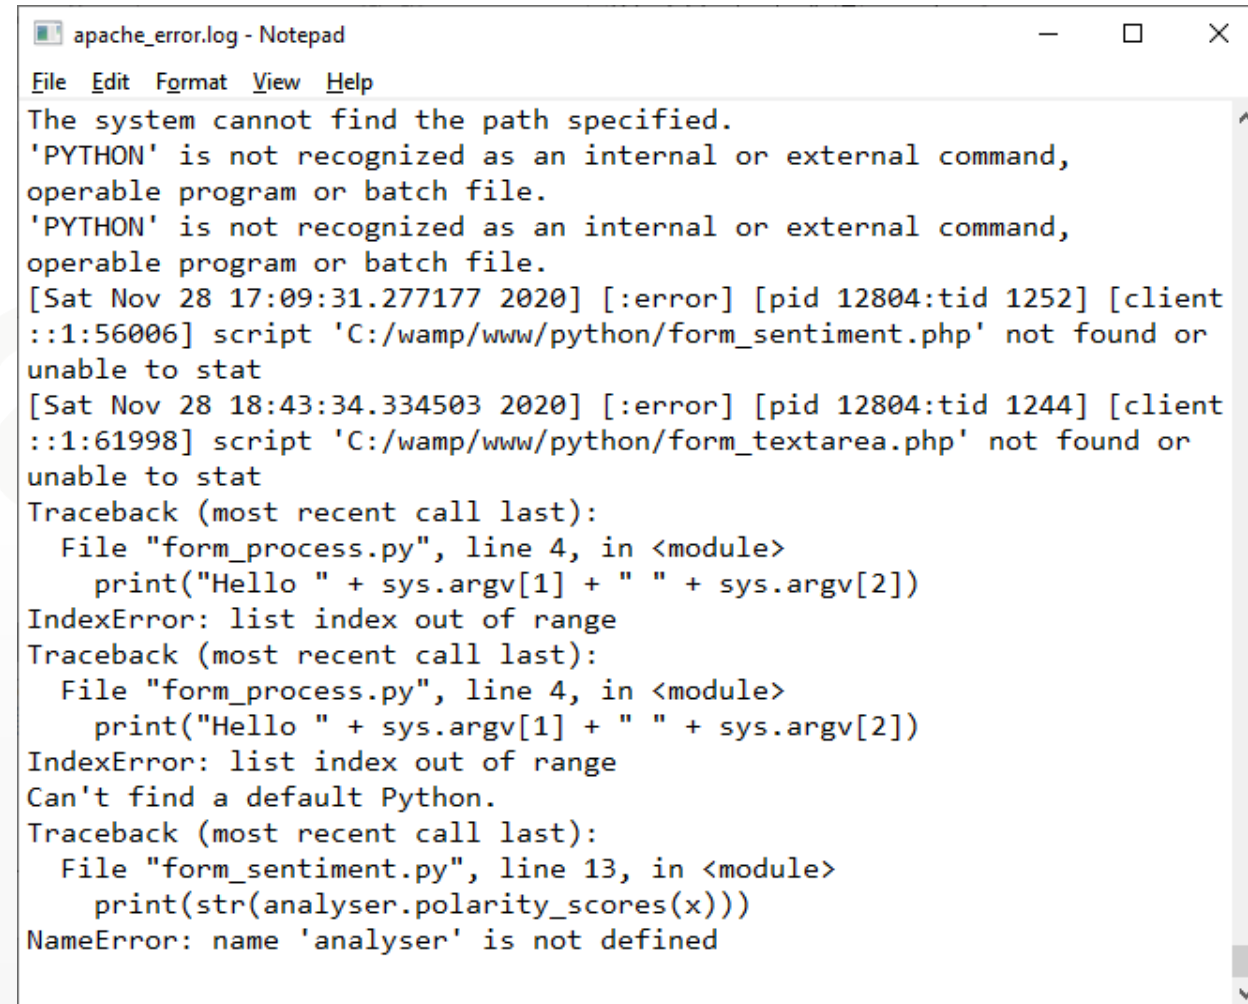 apache_error.log - Notepad
File Edit Format View Help
The system cannot find the path specified.
'PYTHON' is not recognized as an internal or external command,
operable program or batch file.
'PYTHON' is not recognized as an internal or external command,
operable program or batch file.
[Sat Nov 28 17:09:31.277177 2020] [:error] [pid 12804:tid 1252] [client
::1:56006] script 'C:/wamp/www/python/form_sentiment.php' not found or
unable to stat
[Sat Nov 28 18:43:34.334503 2020] [:error] [pid 12804:tid 1244] [client
::1:61998] script 'C:/wamp/www/python/form_textarea.php' not found or
unable to stat
Traceback (most recent call last):
  File "form_process.py", line 4, in <module>
    print("Hello " + sys.argv[1] + " " + sys.argv[2])
IndexError: list index out of range
Traceback (most recent call last):
  File "form_process.py", line 4, in <module>
    print("Hello " + sys.argv[1] + " " + sys.argv[2])
IndexError: list index out of range
Can't find a default Python.
Traceback (most recent call last):
  File "form_sentiment.py", line 13, in <module>
    print(str(analyser.polarity_scores(x)))
NameError: name 'analyser' is not defined